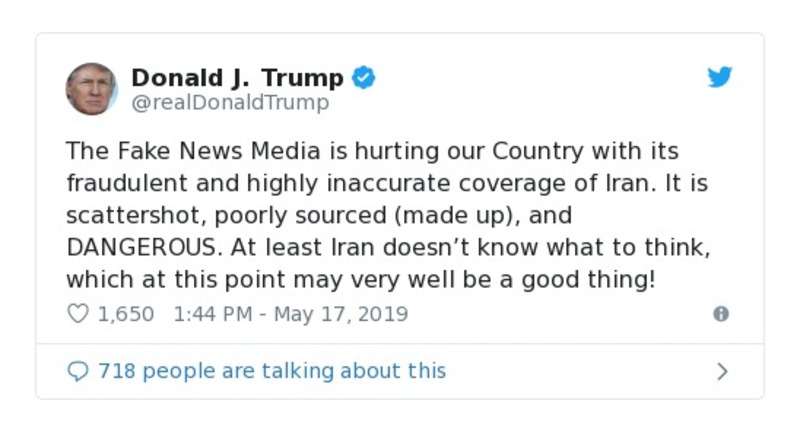 Donald J. Trump
@realDonaldTrump
The Fake News Media is hurting our Country with its
fraudulent and highly inaccurate coverage of Iran. It is
scattershot, poorly sourced (made up), and
DANGEROUS. At least Iran doesn’t know what to think,
which at this point may very well be a good thing!
1,650 1:44 PM - May 17, 2019
718 people are talking about this